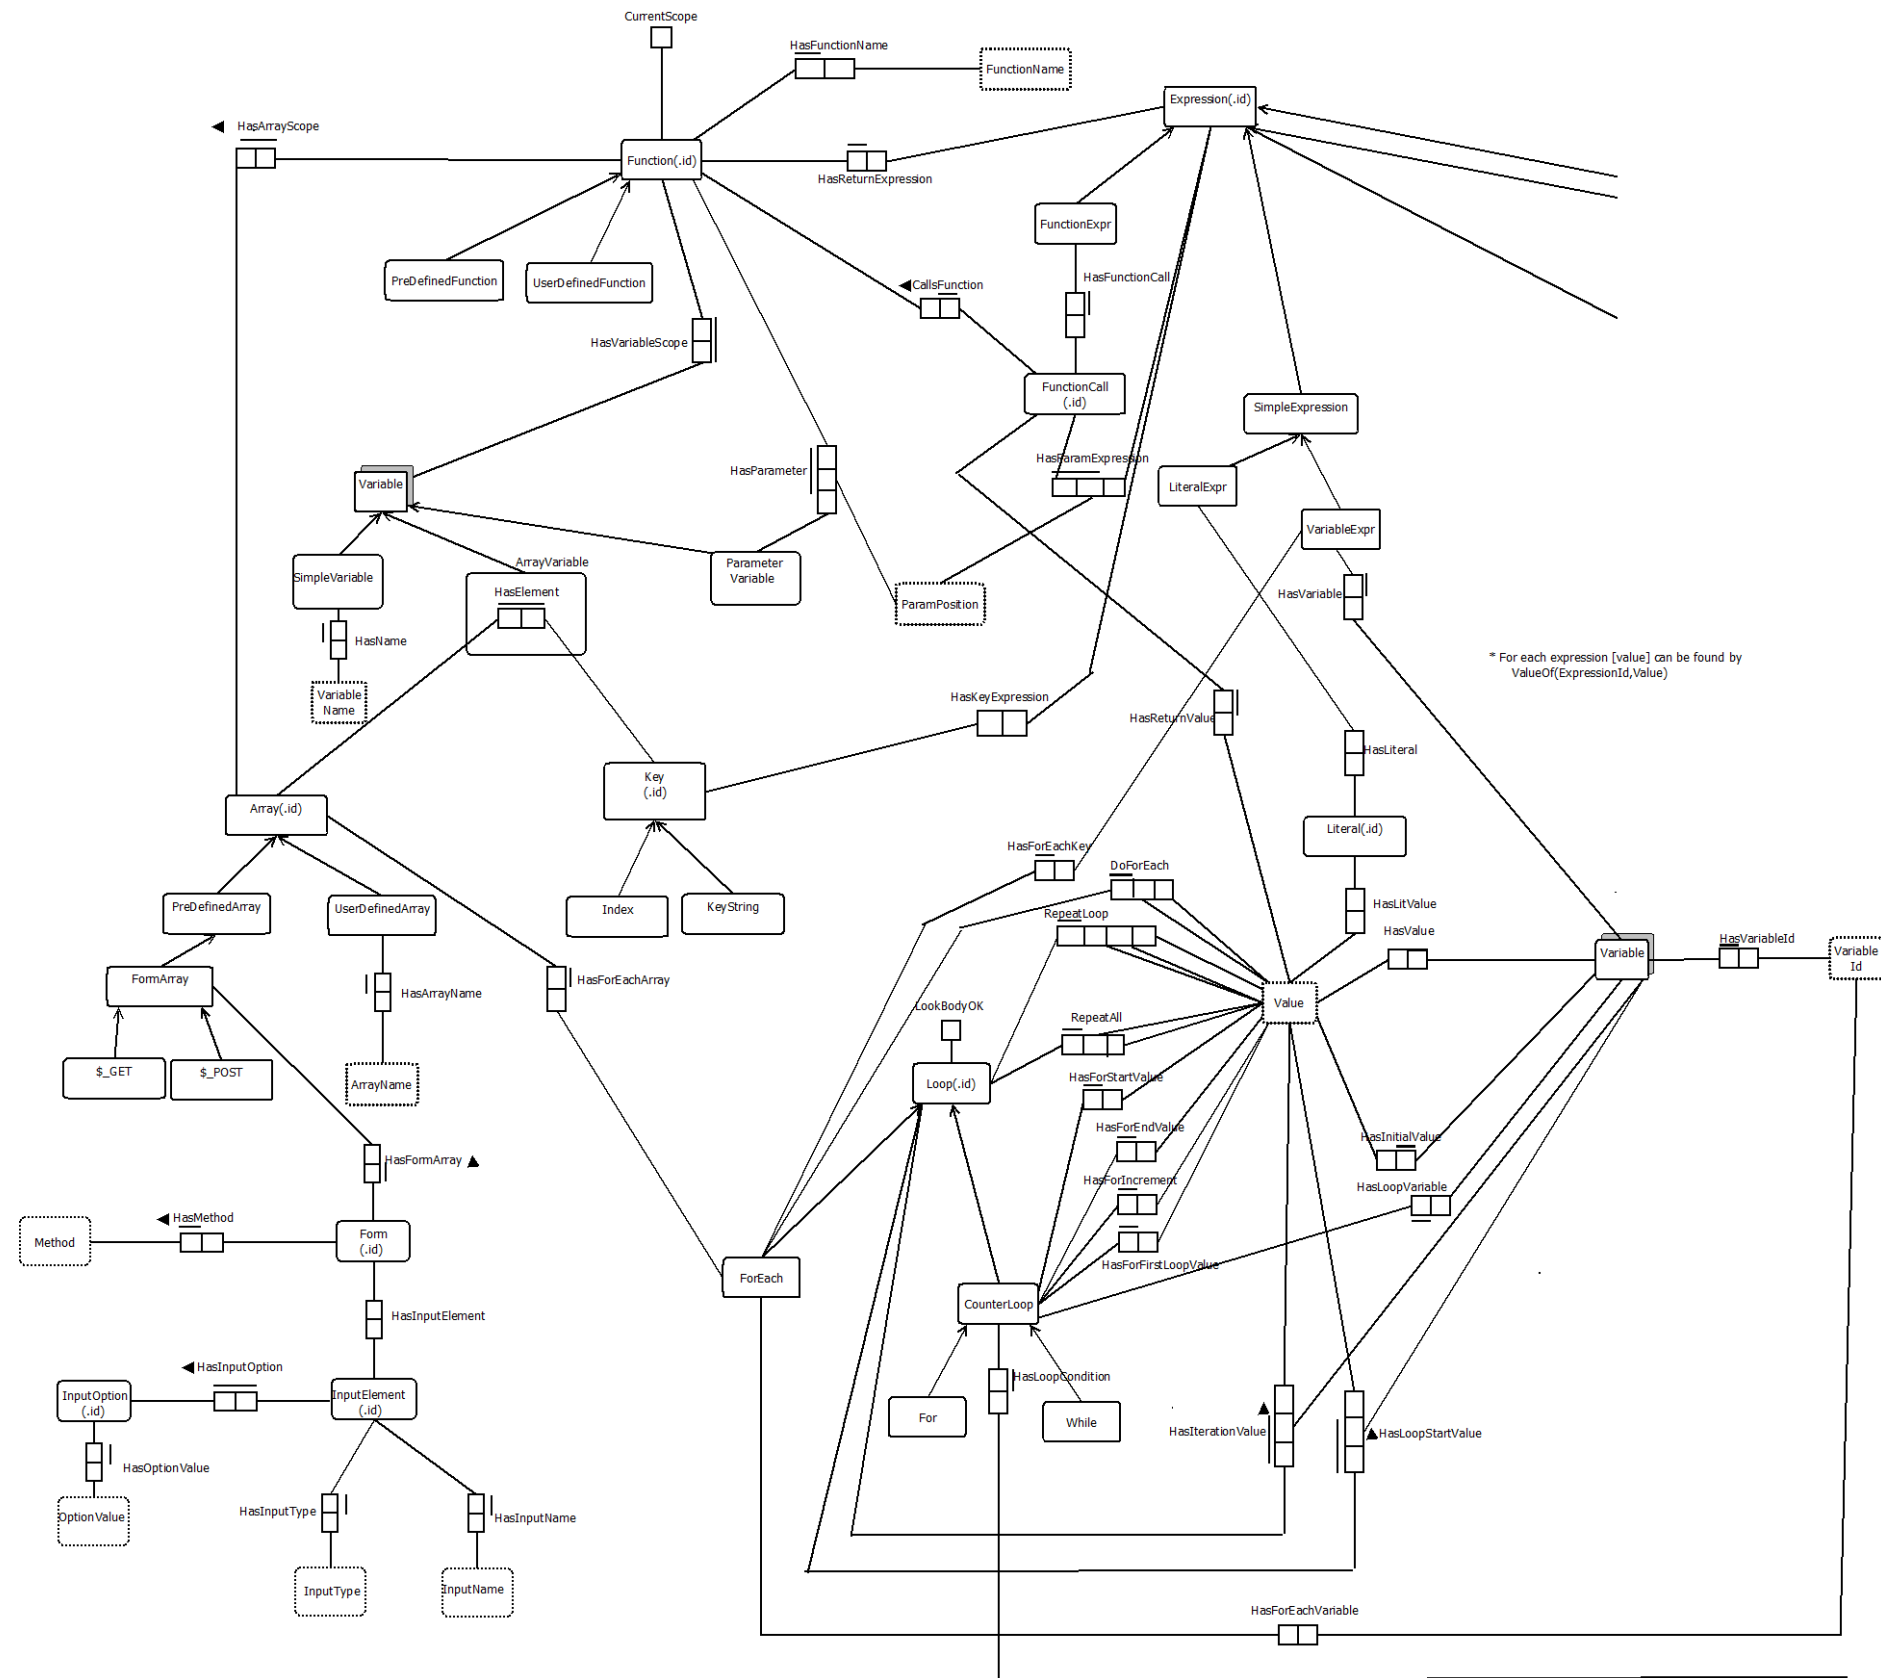 CurrentScope
HasFunctionName
FunctionName
Expression(.id)
HasArrayScope
Function(.id)
HasReturnExpression
FunctionExpr
PreDefinedFunction
UserDefinedFunction
HasFunctionCall
CallsFunction
HasVariableScope
FunctionCall
(.id)
SimpleExpression
HasParamExpression
HasParameter
Variable
LiteralExpr
VariableExpr
ArrayVariable
Parameter
Variable
SimpleVariable
HasElement
HasVariable
ParamPosition
HasName
* For each expression [value] can be found by
ValueOf(ExpressionId,Value)
Variable
Name
HasKeyExpression
HasReturnValue
HasLiteral
Key
(.id)
Array(.id)
Literal(.id)
HasForEachKey
DoForEach
PreDefinedArray
UserDefinedArray
Index
KeyString
RepeatLoop
HasLitValue
HasValue
HasVariableId
Variable
Variable
Id
FormArray
HasForEachArray
HasArrayName
LookBodyOK
Value
RepeatAll
$_GET
$_POST
ArrayName
Loop(.id)
HasForStartValue
HasForEndValue
HasInitialValue
HasFormArray
HasForIncrement
HasLoopVariable
HasMethod
Method
Form
(.id)
HasForFirstLoopValue
ForEach
CounterLoop
HasInputElement
HasInputOption
HasLoopCondition
InputOption
(.id)
InputElement
(.id)
For
While
HasIterationValue
HasLoopStartValue
HasOptionValue
HasInputType
HasInputName
OptionValue
InputType
InputName
HasForEachVariable